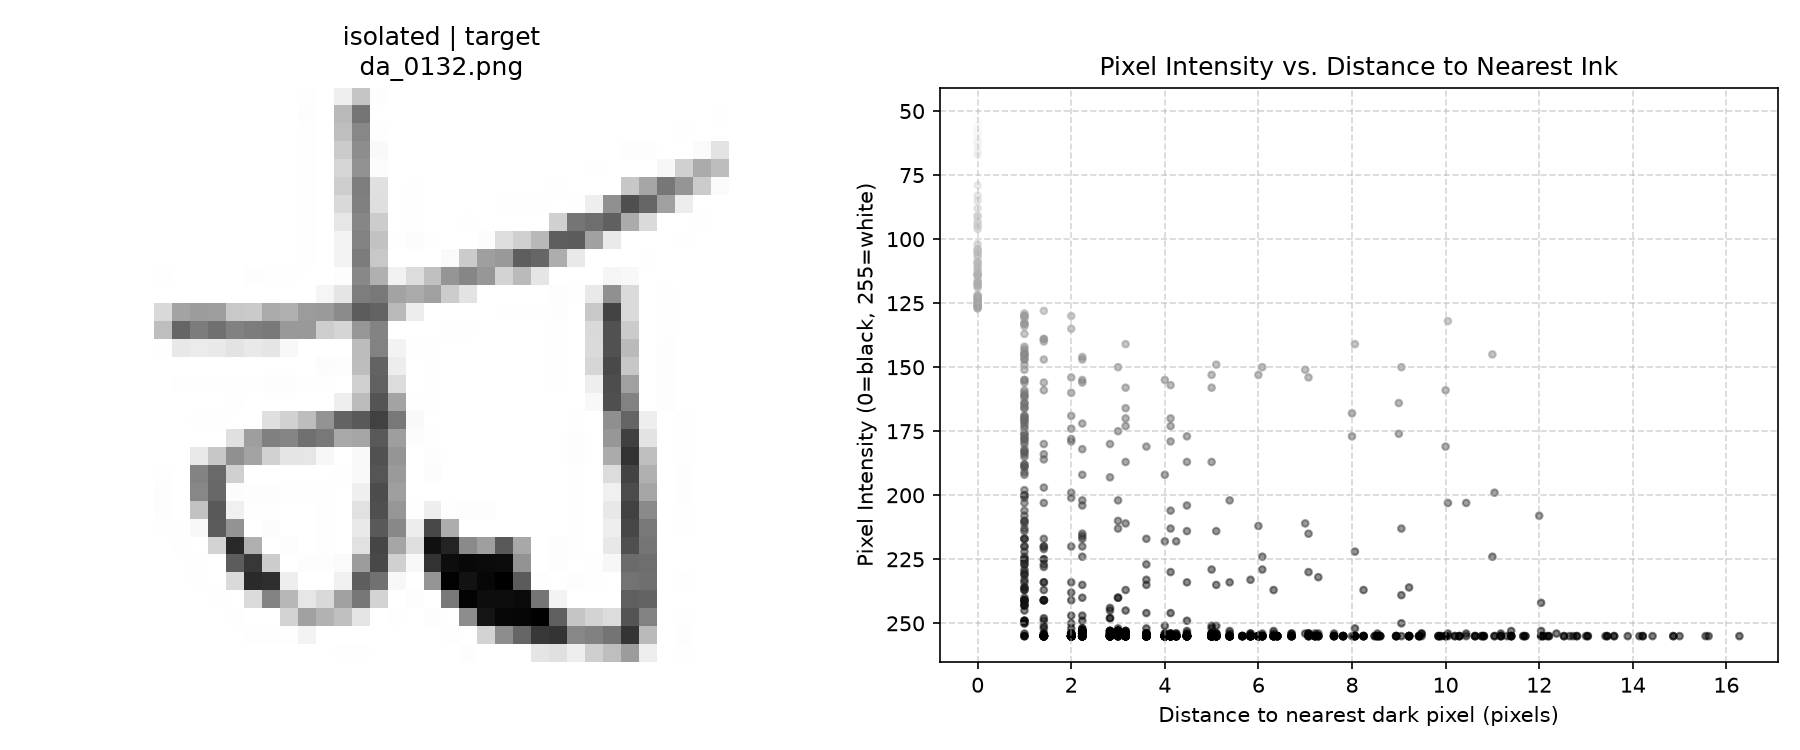 isolated | target
da_0132.png
Pixel Intensity vs. Distance to Nearest Ink
Pixel Intensity (0=black, 255=white)
50
75
100
125
150
175
200
225
250
0 2 4 6 8 10 12 14 16
Distance to nearest dark pixel (pixels)